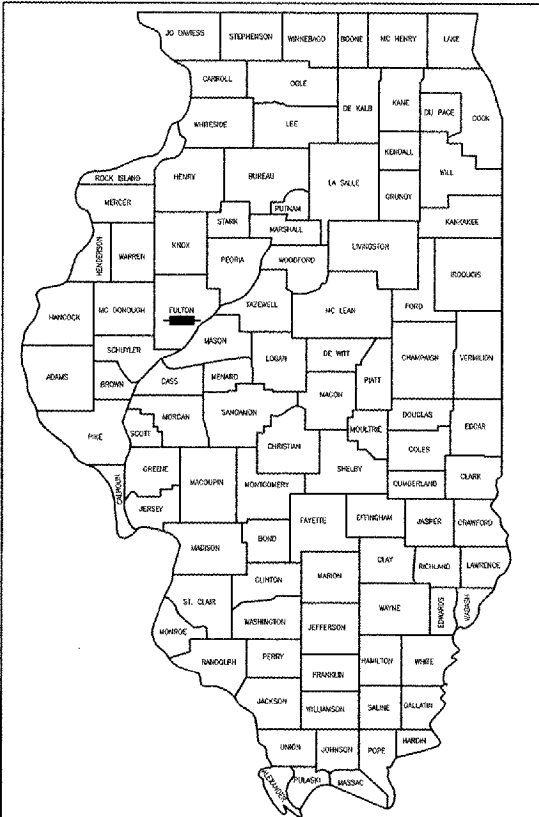 JO DAVIESS STEPHENSON WINNEBAGO BOONE MC HENRY LAKE
CARROLL OGLE DE KALB KANE DU PAGE COOK
WHITESIDE LEE KENDALL WILL
ROCK ISLAND HENRY BUREAU LA SALLE GRUNDY
MERCER PUTNAM KANKAKEE
HENDERSON WARREN KNOX STARK MARSHALL LIVINGSTON
PEORIA WOODFORD IROQUOIS
HANCOCK MC DONOUGH FULTON TAZEWELL MC LEAN FORD
MASON
SCHUYLER LOGAN DE WITT CHAMPAIGN VERMILION
ADAMS BROWN CASS MENARD PIATT
MACON
MORGAN SANGAMON DOUGLAS
PIKE SCOTT CHRISTIAN MOULTRIE EDGAR
COLES
GREENE MACOUPIN SHELBY CLARK
CALHOUN MONTGOMERY CUMBERLAND
JERSEY FAYETTE EFFINGHAM JASPER CRAWFORD
MADISON BOND
CLAY RICHLAND LAWRENCE
CLINTON MARION
ST. CLAIR WAYNE EDWARDS WABASH
WASHINGTON JEFFERSON
MONROE
RANDOLPH PERRY HAMILTON WHITE
FRANKLIN
JACKSON WILLIAMSON SALINE GALLATIN
UNION JOHNSON POPE HARDIN
ALEXANDER PULASKI MASSAC